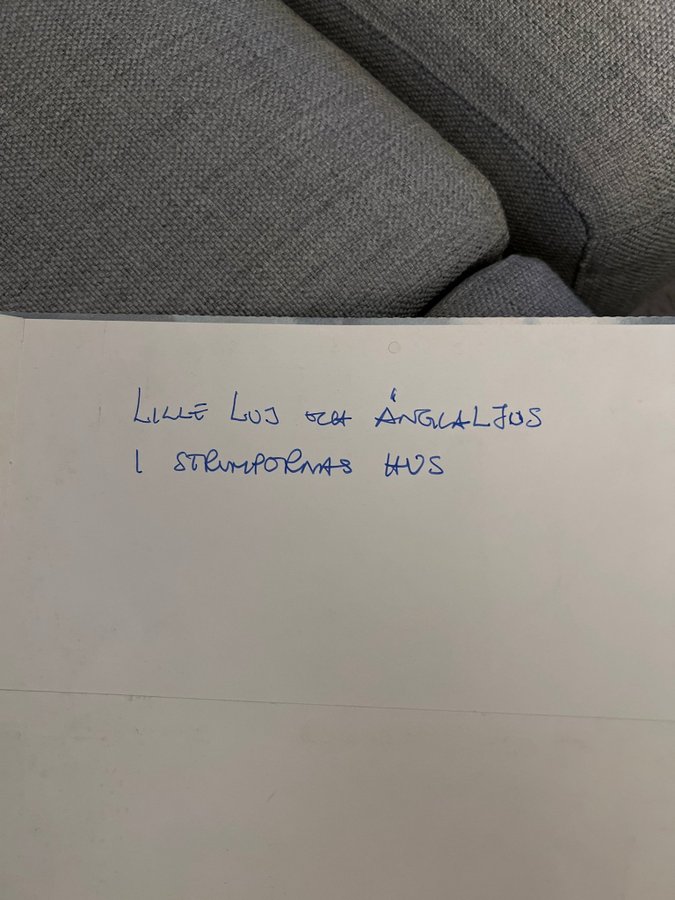 LILLE LUJ OCH ÄNGLALJUS
I STRUMPORNAS HUS